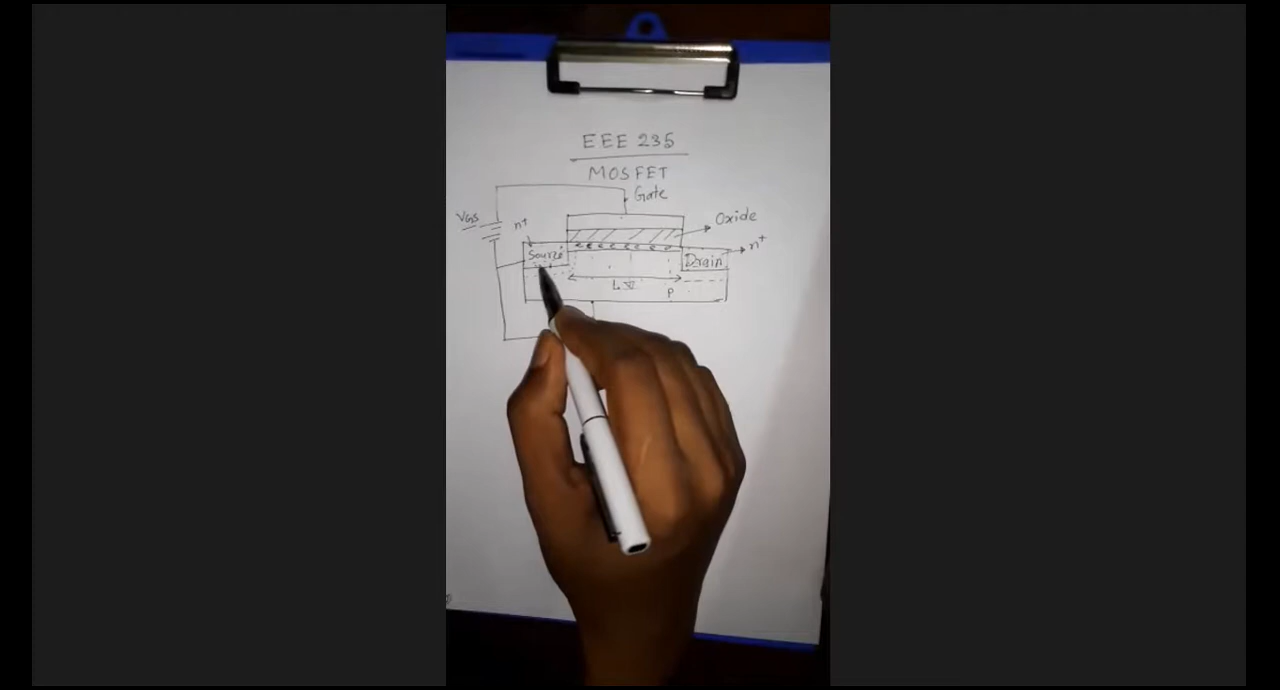 EEE 235
MOSFET
Gate
VGS
n+
Oxide
Source
Drain
n+
L
P